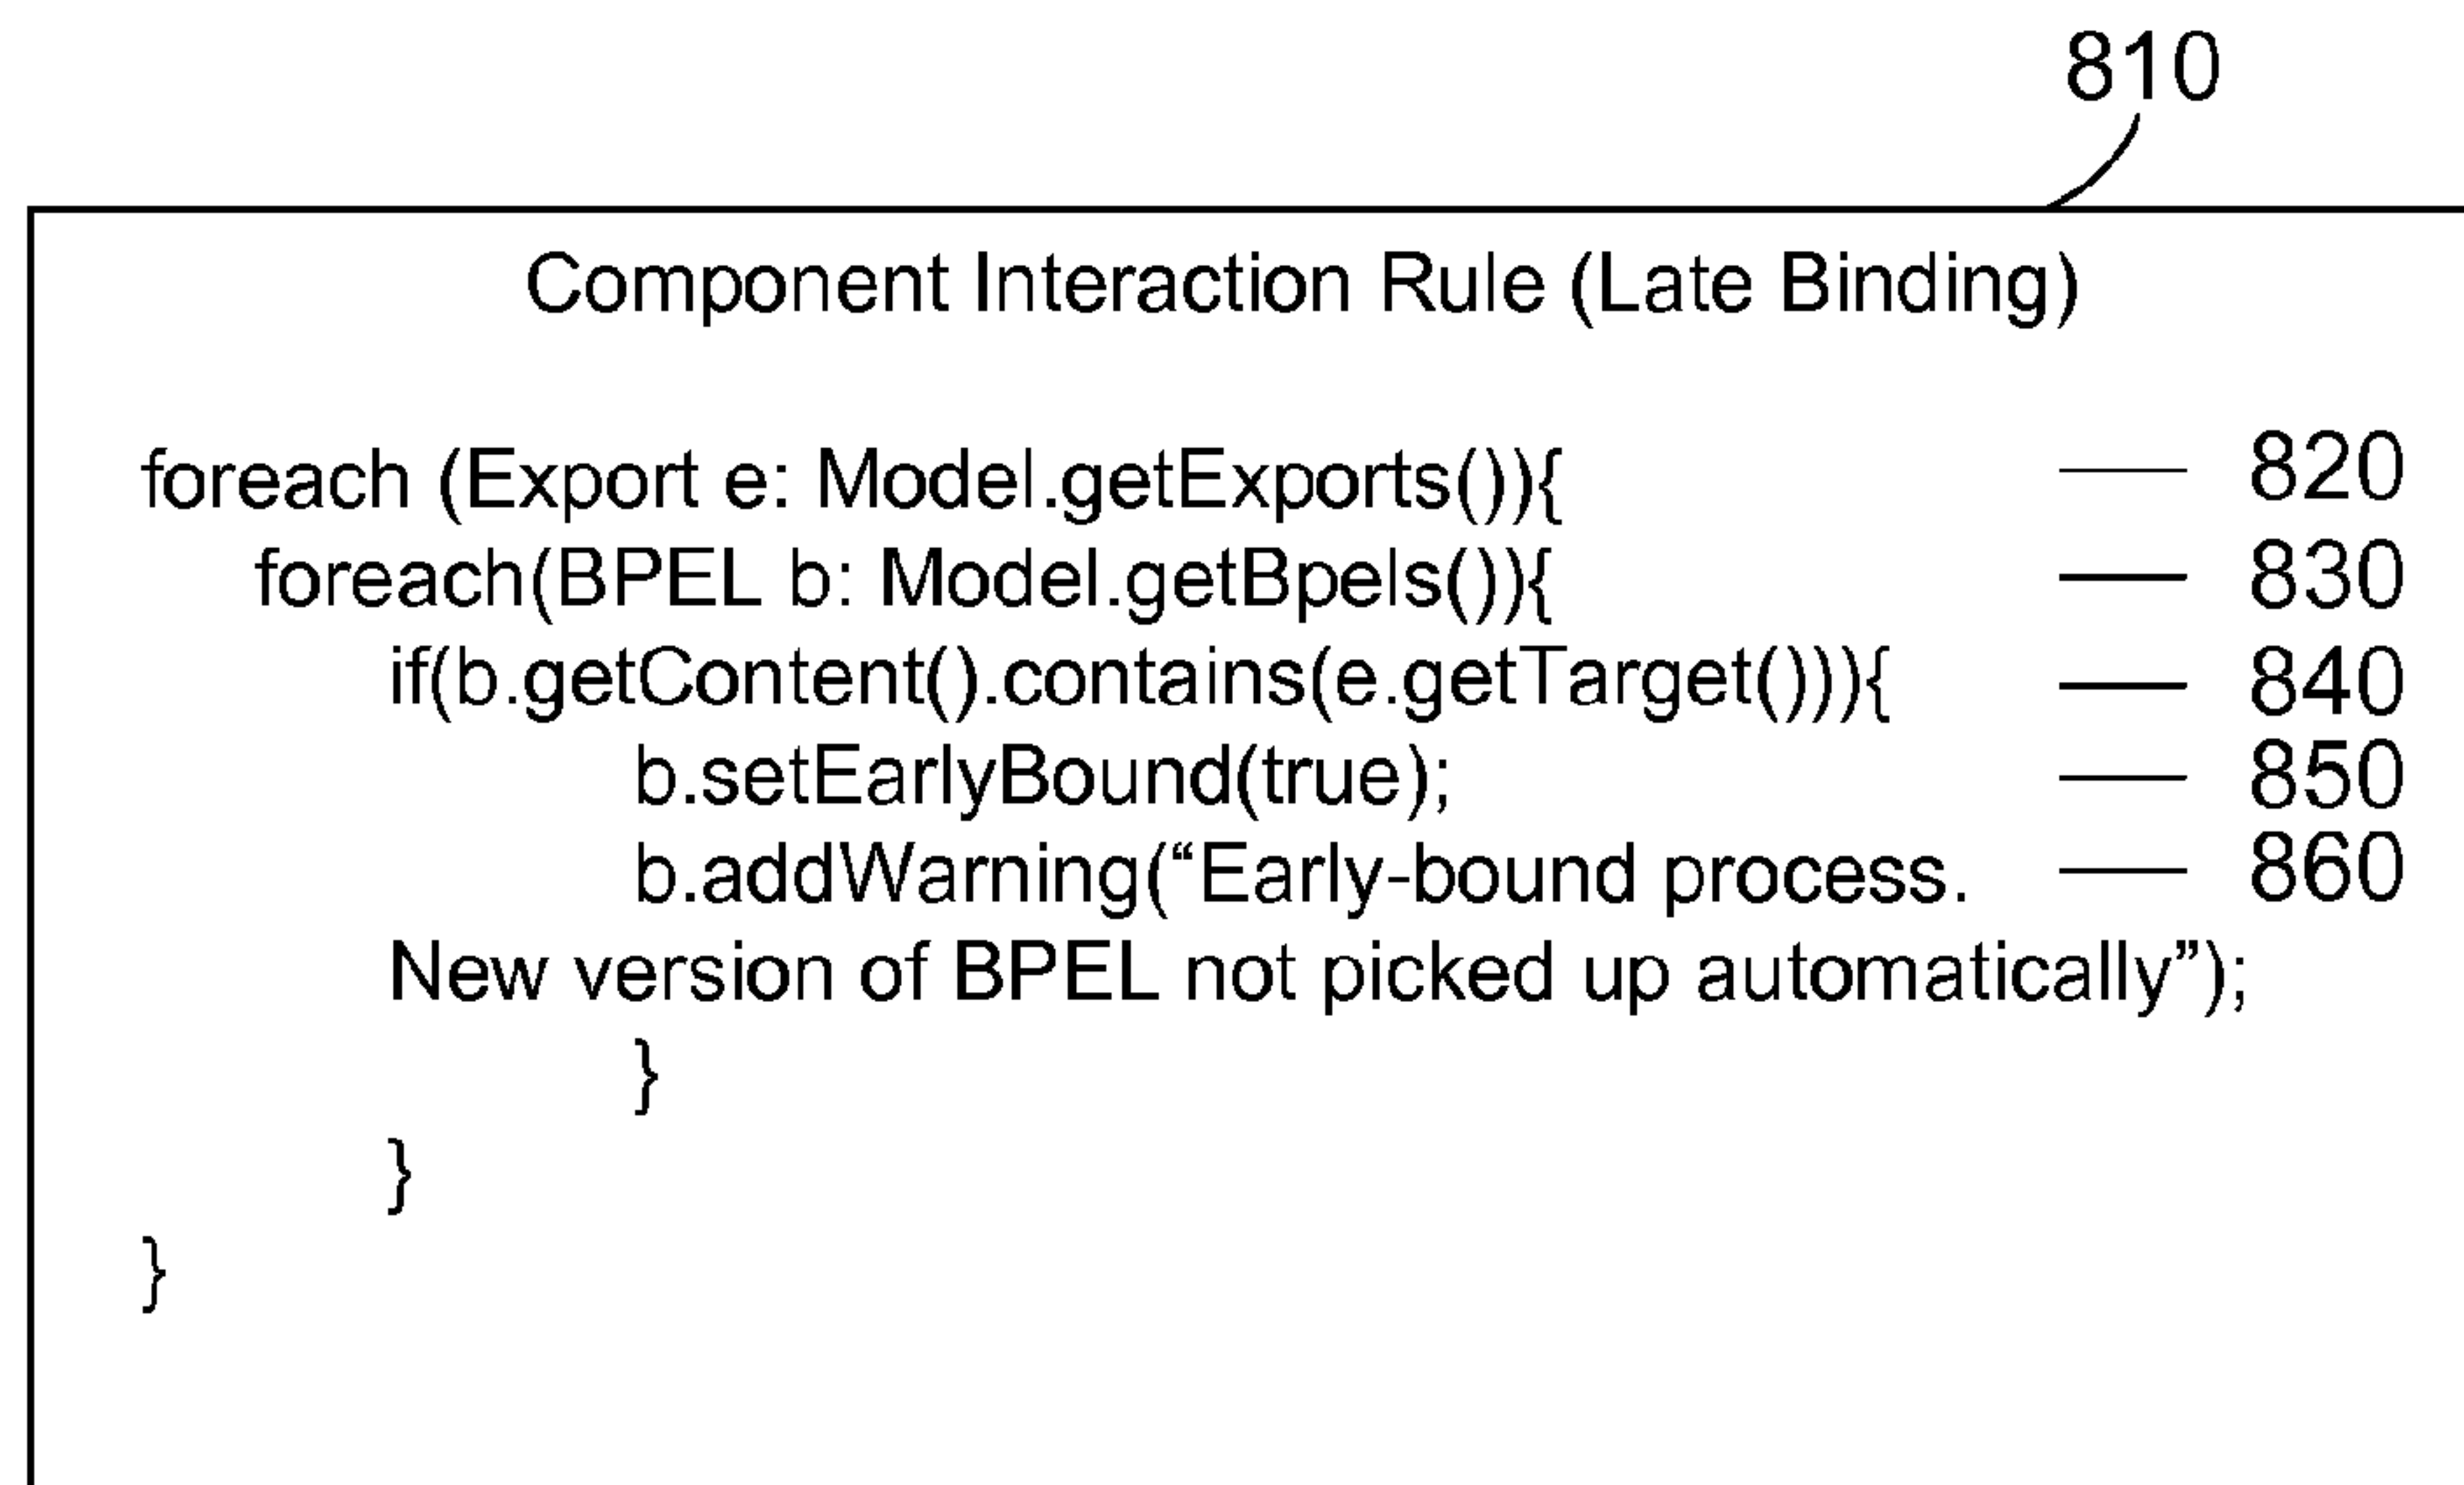 810
Component Interaction Rule (Late Binding)
foreach (Export e: Model.getExports()){ 820
foreach(BPEL b: Model.getBpels()){ 830
if(b.getContent().contains(e.getTarget())){ 840
b.setEarlyBound(true); 850
b.addWarning(“Early-bound process. 860
New version of BPEL not picked up automatically”);
}
}
}